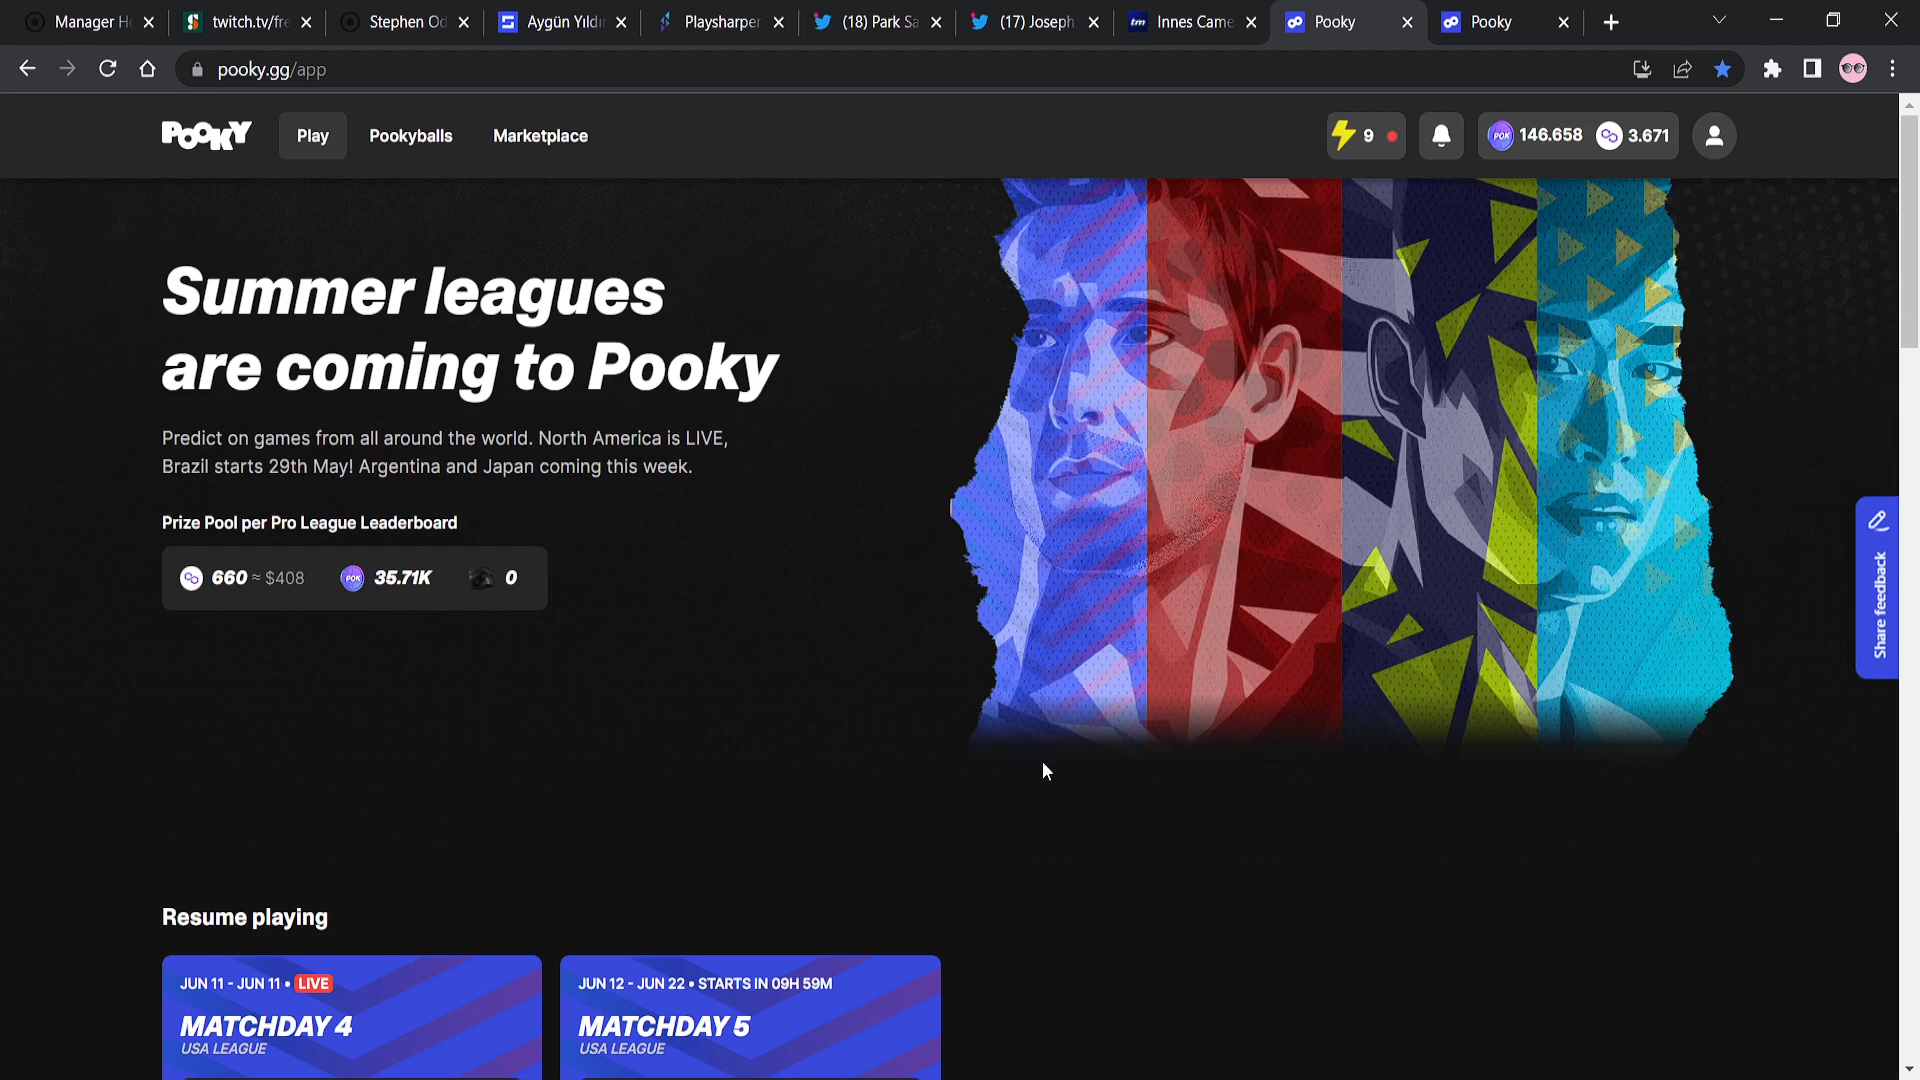 Manager H
twitch.tv/fre
Stephen Od
Aygün Yıldı
Playsharper
(18) Park Sa
(17) Joseph
tm
Innes Came
Pooky
Pooky
pooky.gg/app
POOKY
Play
Pookyballs
Marketplace
9
POK 146.658
3.671
Summer leagues
are coming to Pooky
Predict on games from all around the world. North America is LIVE,
Brazil starts 29th May! Argentina and Japan coming this week.
Prize Pool per Pro League Leaderboard
660 ≈ $408
POK 35.71K
0
Share feedback
Resume playing
JUN 11 - JUN 11 • LIVE
MATCHDAY 4
USA LEAGUE
JUN 12 - JUN 22 • STARTS IN 09H 59M
MATCHDAY 5
USA LEAGUE